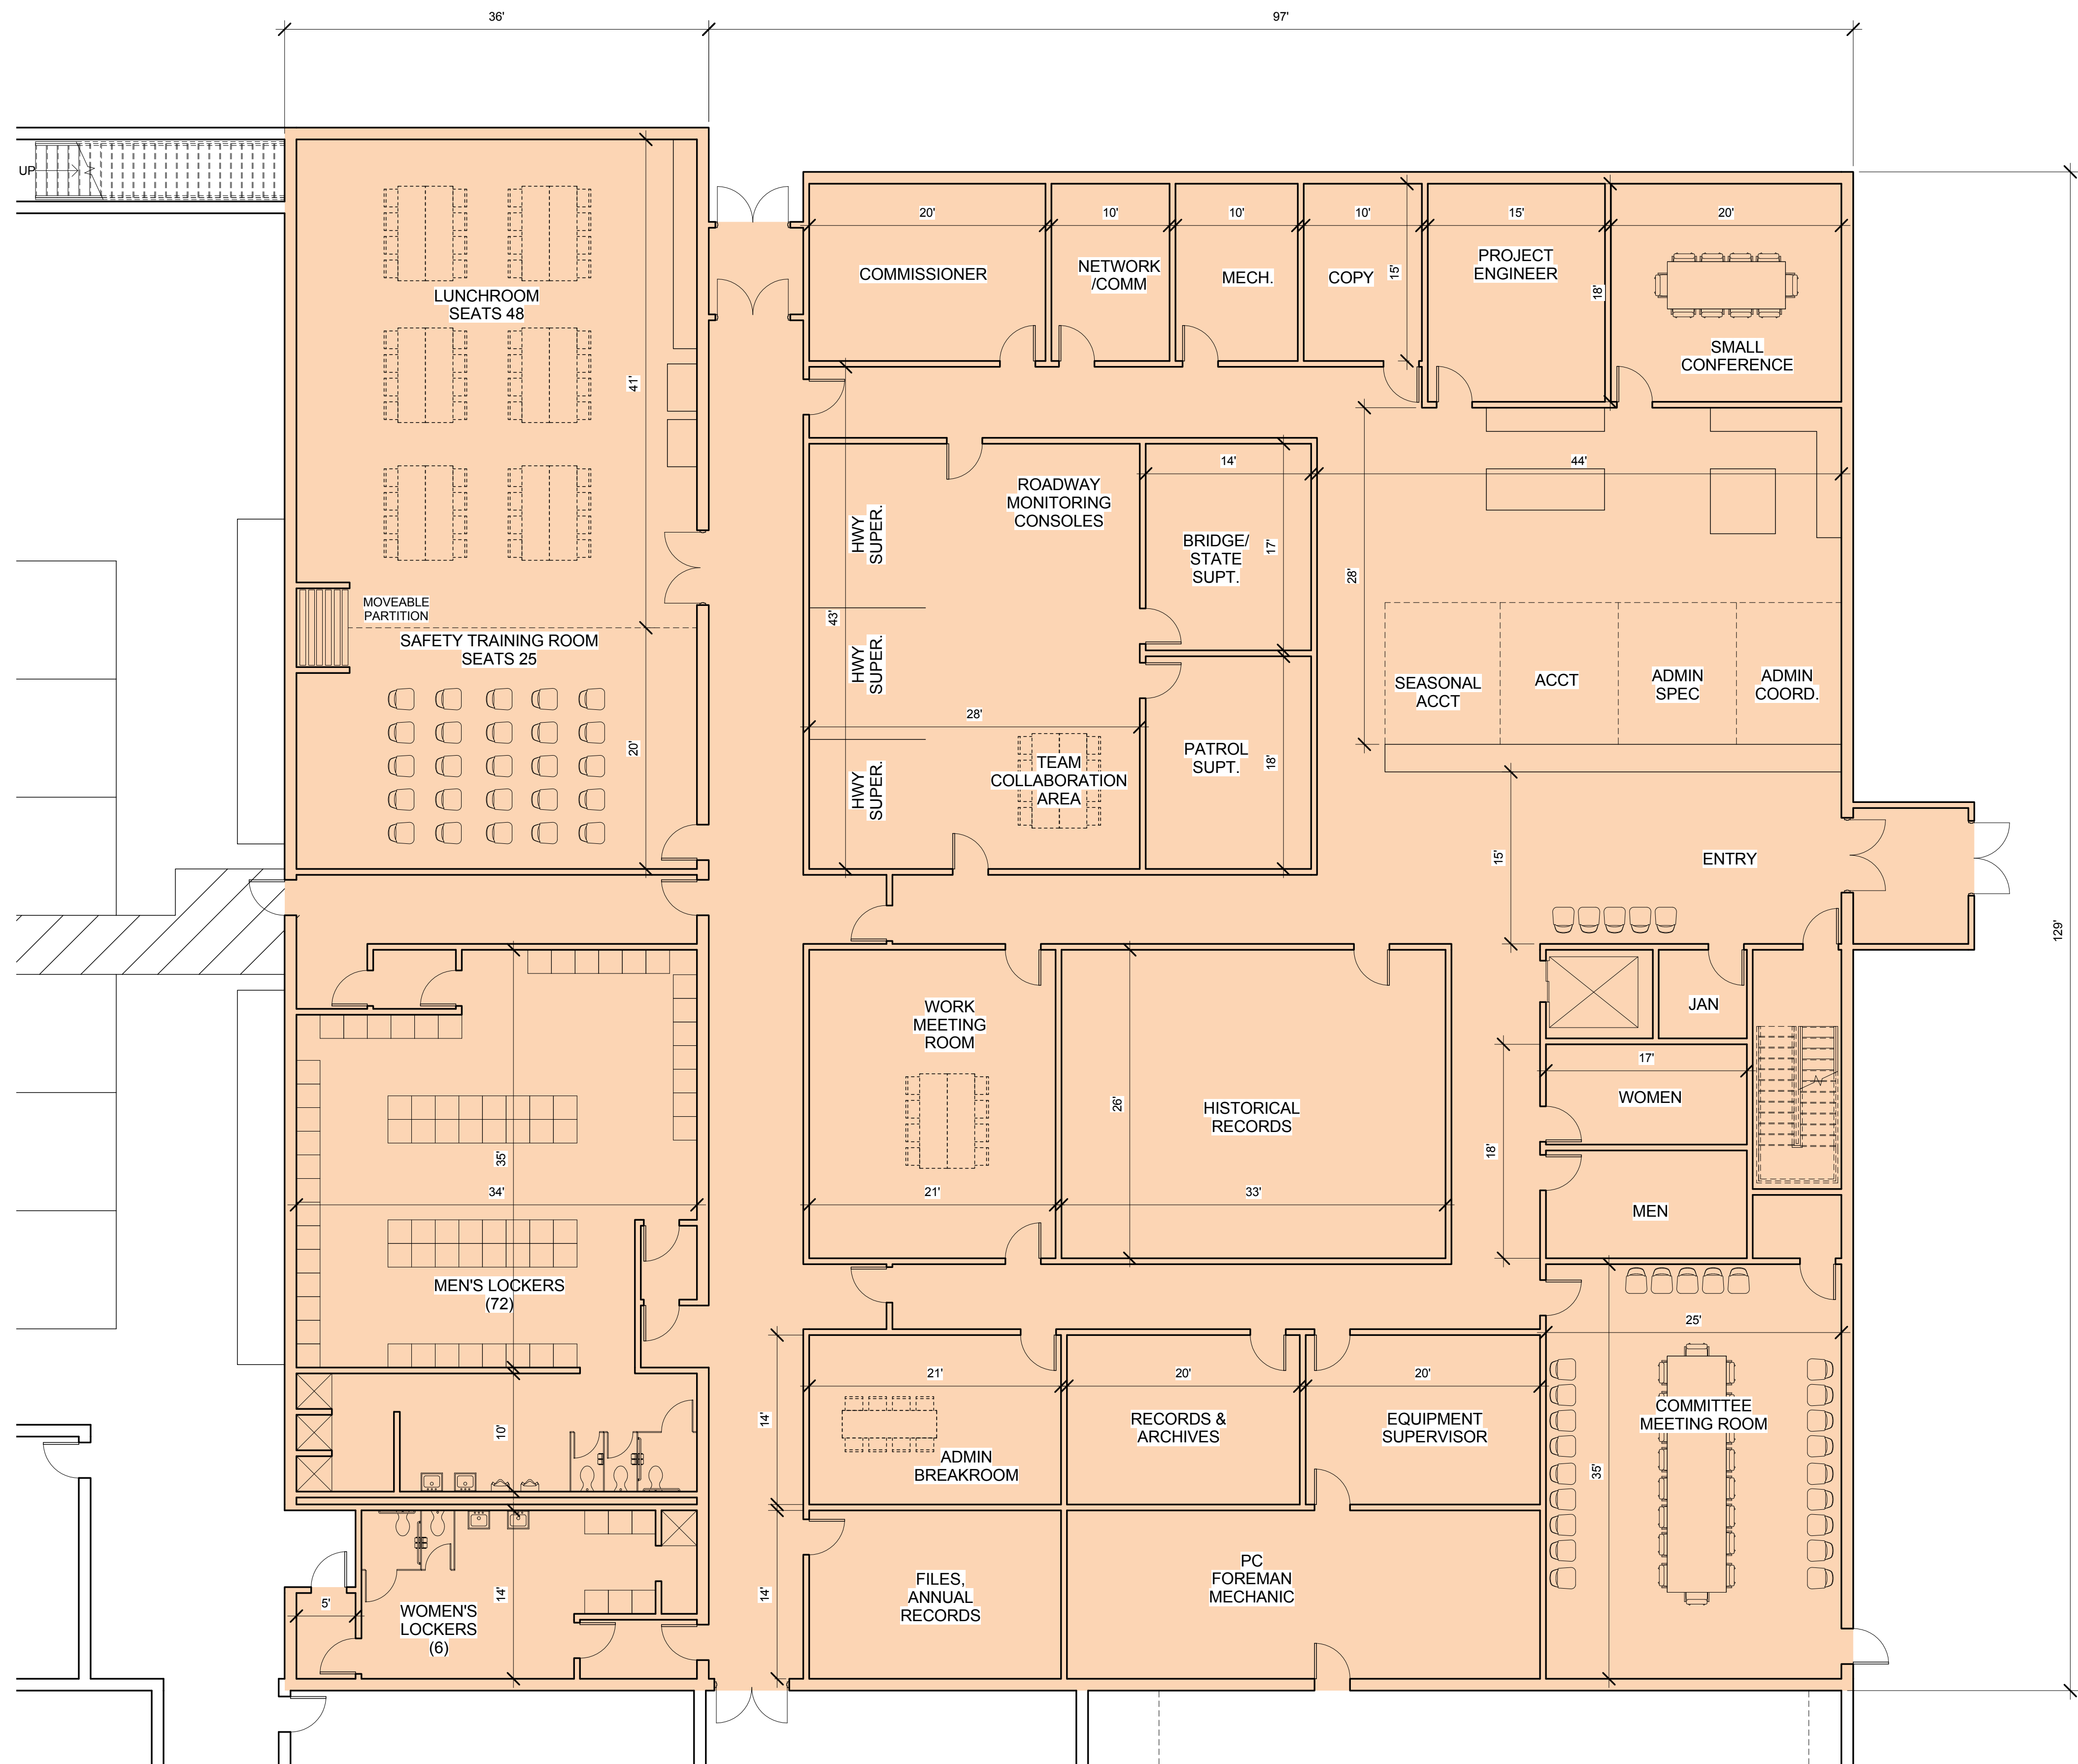 36'
97'
UP
20'
10'
10'
10'
15'
20'
COMMISSIONER
NETWORK
/COMM
MECH.
COPY
15'
PROJECT
ENGINEER
18'
SMALL
CONFERENCE
LUNCHROOM
SEATS 48
41'
14'
44'
HWY
SUPER.
ROADWAY
MONITORING
CONSOLES
BRIDGE/
STATE
SUPT.
17'
28'
MOVEABLE
PARTITION
43'
SAFETY TRAINING ROOM
SEATS 25
HWY
SUPER.
SEASONAL
ACCT
ACCT
ADMIN
SPEC
ADMIN
COORD.
28'
20'
HWY
SUPER.
TEAM
COLLABORATION
AREA
PATROL
SUPT.
18'
15'
ENTRY
129'
WORK
MEETING
ROOM
JAN
17'
WOMEN
26'
HISTORICAL
RECORDS
18'
35'
34'
21'
33'
MEN
MEN'S LOCKERS
(72)
25'
21'
20'
20'
14'
10'
ADMIN
BREAKROOM
RECORDS &
ARCHIVES
EQUIPMENT
SUPERVISOR
COMMITTEE
MEETING ROOM
35'
5'
WOMEN'S
LOCKERS
(6)
14'
14'
FILES,
ANNUAL
RECORDS
PC
FOREMAN
MECHANIC